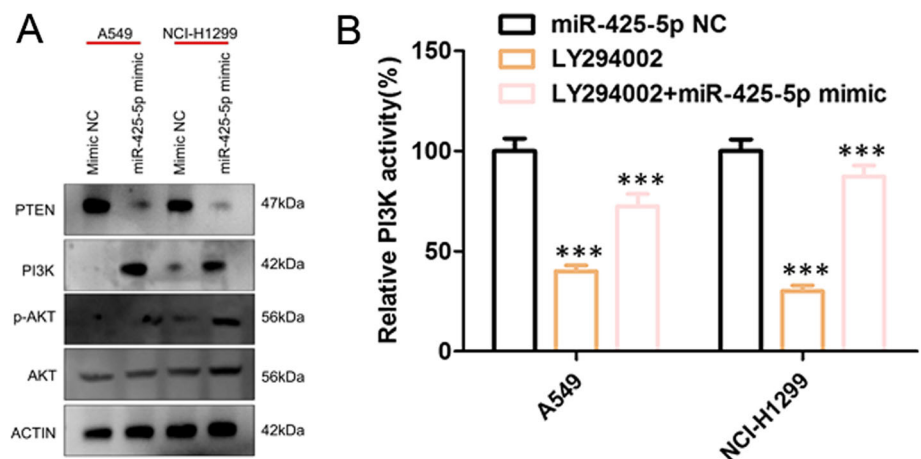 A
A549
NCI-H1299
Mimic NC
miR-425-5p mimic
Mimic NC
miR-425-5p mimic
PTEN
47kDa
PI3K
42kDa
p-AKT
56kDa
AKT
56kDa
ACTIN
42kDa
B
miR-425-5p NC
LY294002
LY294002+miR-425-5p mimic
Relative PI3K activity(%)
150
100
50
0
***
***
***
***
A549
NCI-H1299